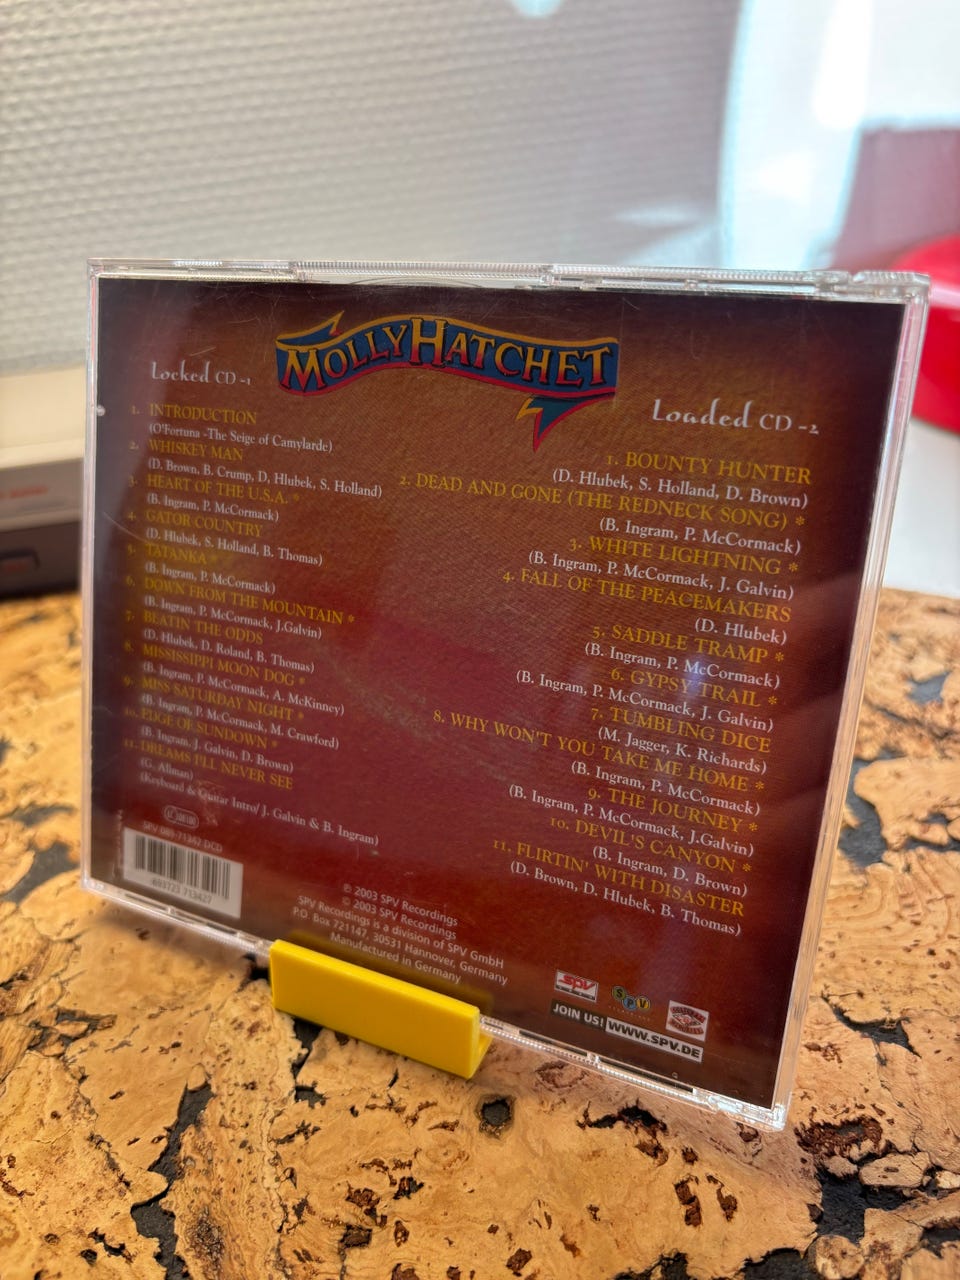 MOLLY HATCHET
Locked CD -1
1. INTRODUCTION
(O'Fortuna -The Seige of Camylarde)
2. WHISKEY MAN
(D. Brown, B. Crump, D, Hlubek, S. Holland)
3. HEART OF THE U.S.A. *
(B. Ingram, P. McCormack)
4. GATOR COUNTRY
(D. Hlubek, S. Holland, B. Thomas)
5. TATANKA *
(B. Ingram, P. McCormack)
6. DOWN FROM THE MOUNTAIN *
(B. Ingram, P. McCormack, J.Galvin)
7. BEATIN THE ODDS
(D. Hlubek, D. Roland, B. Thomas)
8. MISSISSIPPI MOON DOG *
(B. Ingram, P. McCormack, A. McKinney)
9. MISS SATURDAY NIGHT *
(B. Ingram, P. McCormack, M. Crawford)
10. EDGE OF SUNDOWN *
(B. Ingram, J. Galvin, D. Brown)
11. DREAMS I'LL NEVER SEE
(G. Allman)
(Keyboard & Guitar Intro/ J. Galvin & B. Ingram)
Loaded CD -2
1. BOUNTY HUNTER
(D. Hlubek, S. Holland, D. Brown)
2. DEAD AND GONE (THE REDNECK SONG) *
(B. Ingram, P. McCormack)
3. WHITE LIGHTNING *
(B. Ingram, P. McCormack, J. Galvin)
4. FALL OF THE PEACEMAKERS
(D. Hlubek)
5. SADDLE TRAMP *
(B. Ingram, P. McCormack)
6. GYPSY TRAIL *
(B. Ingram, P. McCormack, J. Galvin)
7. TUMBLING DICE
(M. Jagger, K. Richards)
8. WHY WON'T YOU TAKE ME HOME *
(B. Ingram, P. McCormack)
9. THE JOURNEY *
(B. Ingram, P. McCormack, J.Galvin)
10. DEVIL'S CANYON *
(B. Ingram, D. Brown)
11. FLIRTIN' WITH DISASTER
(D. Brown, D. Hlubek, B. Thomas)
SPV 089-71342 DCD
693723 713427
℗ 2003 SPV Recordings
© 2003 SPV Recordings
SPV Recordings is a division of SPV GmbH
P.O. Box 721147, 30531 Hannover, Germany
Manufactured in Germany
SPV
SPV
JOIN US! WWW.SPV.DE